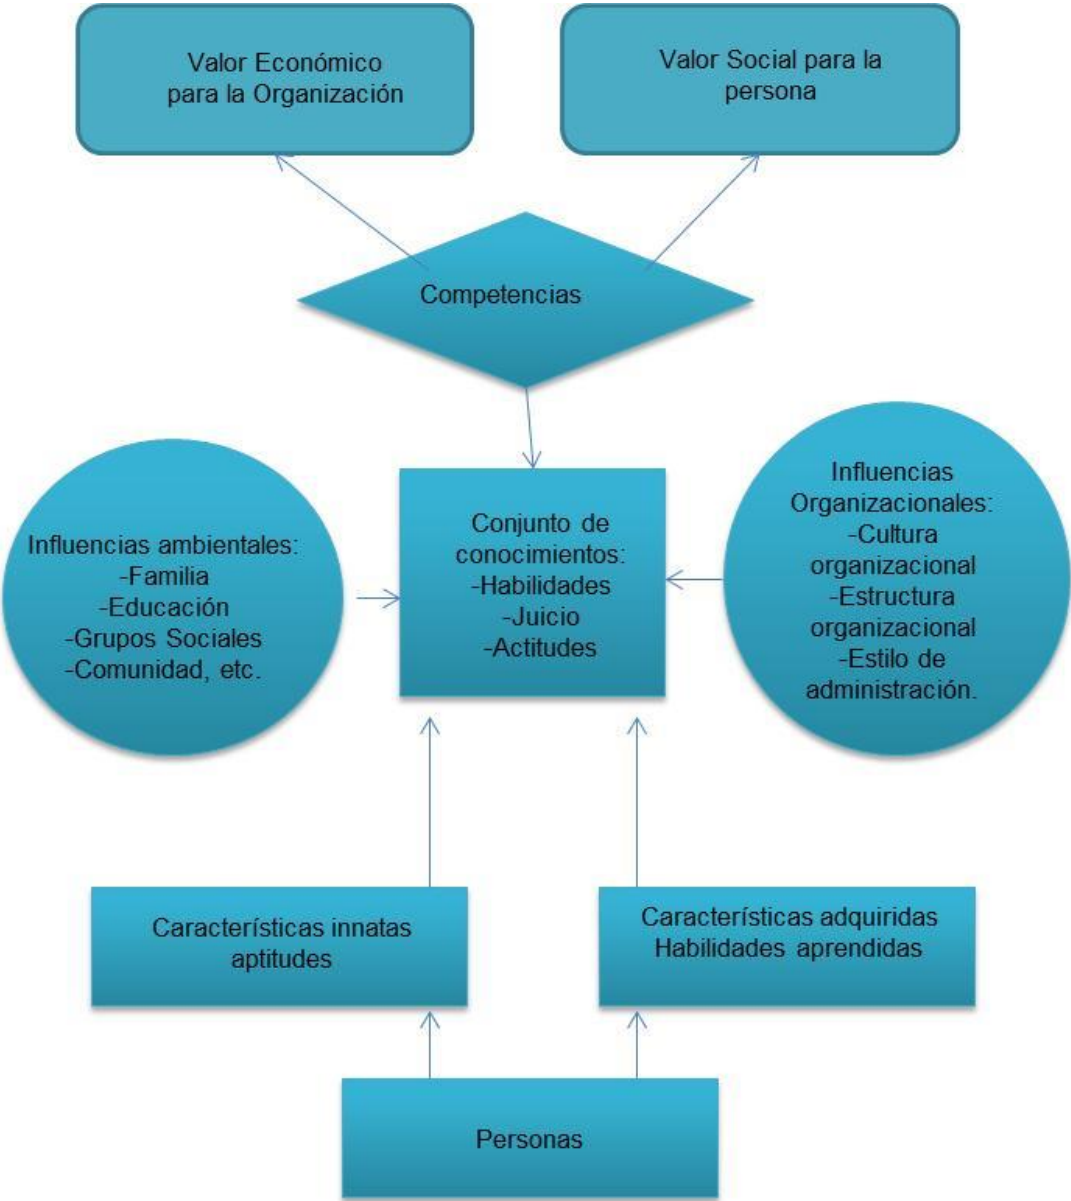 Valor Económico
para la Organización
Valor Social para la
persona
Competencias
Influencias ambientales:
-Familia
-Educación
-Grupos Sociales
-Comunidad, etc.
Conjunto de
conocimientos:
-Habilidades
-Juicio
-Actitudes
Influencias
Organizacionales:
-Cultura
organizacional
-Estructura
organizacional
-Estilo de
administración.
Característícas innatas
aptitudes
Característícas adquiridas
Habilidades aprendidas
Personas